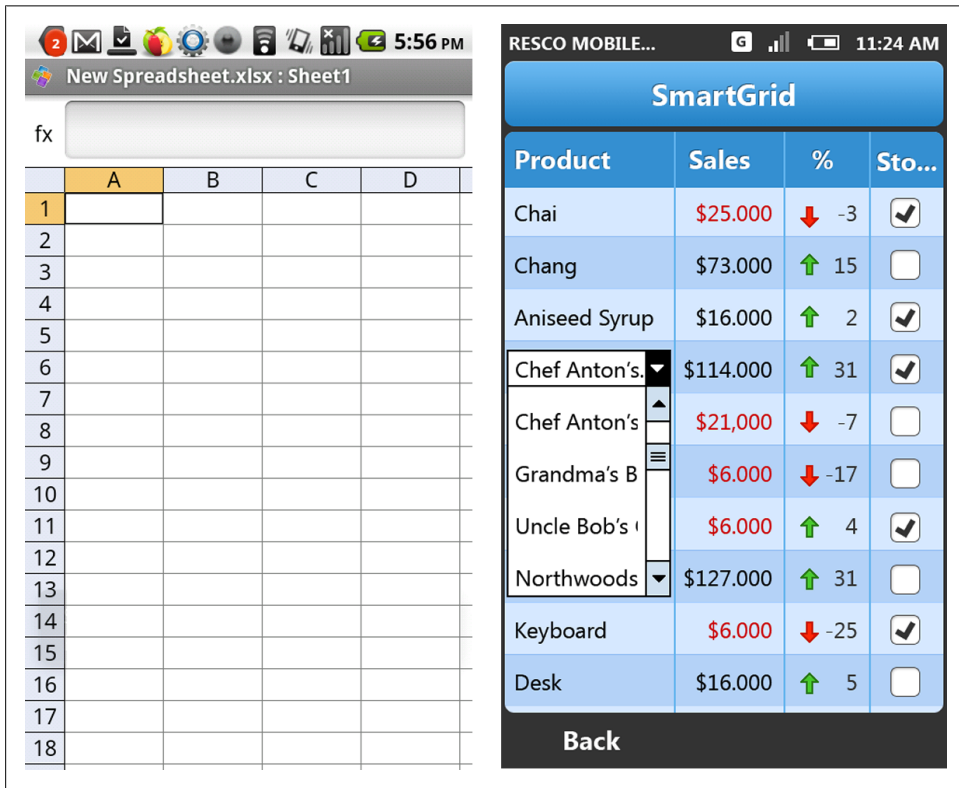 2 5:56 PM
New Spreadsheet.xlsx : Sheet1
fx
A B C D
1
2
3
4
5
6
7
8
9
10
11
12
13
14
15
16
17
18
RESCO MOBILE... G 11:24 AM
SmartGrid
Product Sales % Sto...
Chai $25.000 -3
Chang $73.000 15
Aniseed Syrup $16.000 2
Chef Anton's. $114.000 31
Chef Anton's $21,000 -7
Grandma's B $6.000 -17
Uncle Bob's $6.000 4
Northwoods $127.000 31
Keyboard $6.000 -25
Desk $16.000 5
Back